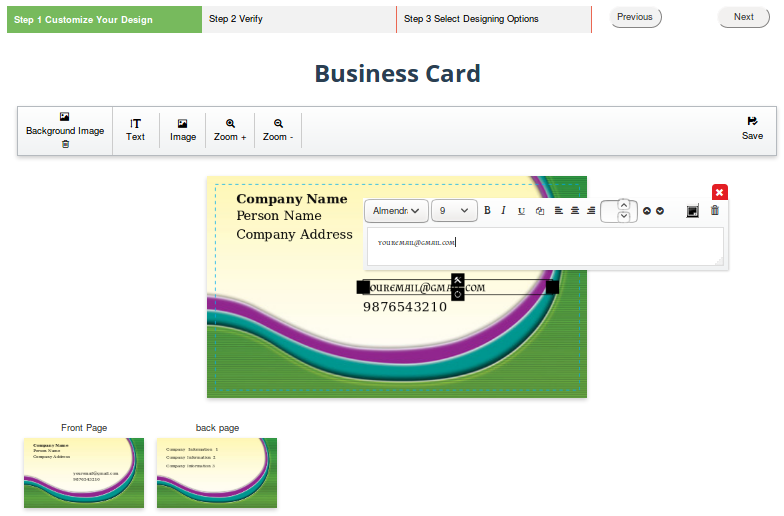 Step 1 Customize Your Design
Step 2 Verify
Step 3 Select Designing Options
Previous
Next
Business Card
Background Image
Text
Image
Zoom +
Zoom -
Save
Company Name
Person Name
Company Address
Almendr
9
B
I
U
youremail@gmail.com
youremail@gmail.com
9876543210
Front Page
back page
Company Name
Person Name
Company Address
youremail@gmail.com
9876543210
Company Information 1
Company Information 2
Company Information 3